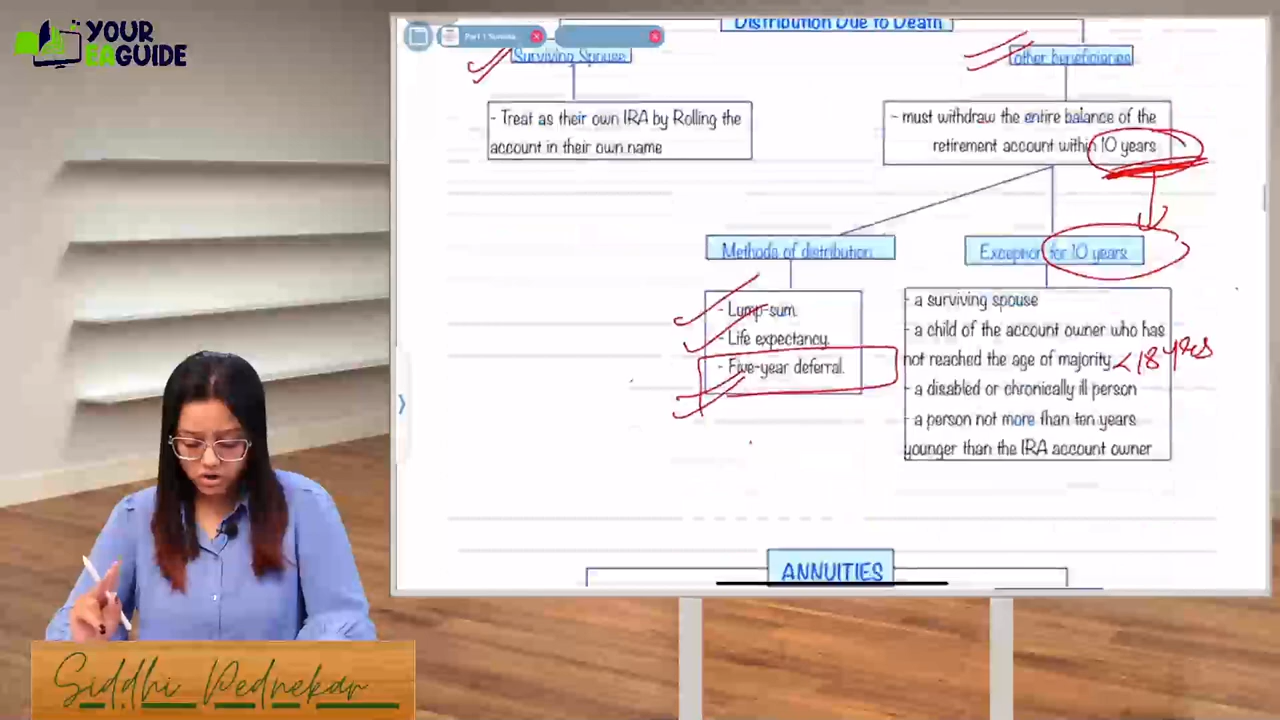 YOUR
EAGUIDE
Distribution Due to Death
Surviving Spouse
other beneficiaries
- Treat as their own IRA by Rolling the
account in their own name
- must withdraw the entire balance of the
retirement account within 10 years
Methods of distribution
Exception for 10 years
- Lump-sum.
- Life expectancy.
- Five-year deferral.
- a surviving spouse
- a child of the account owner who has
not reached the age of majority < 18 yrs
- a disabled or chronically ill person
- a person not more than ten years
younger than the IRA account owner
ANNUITIES
Siddhi Pednekar